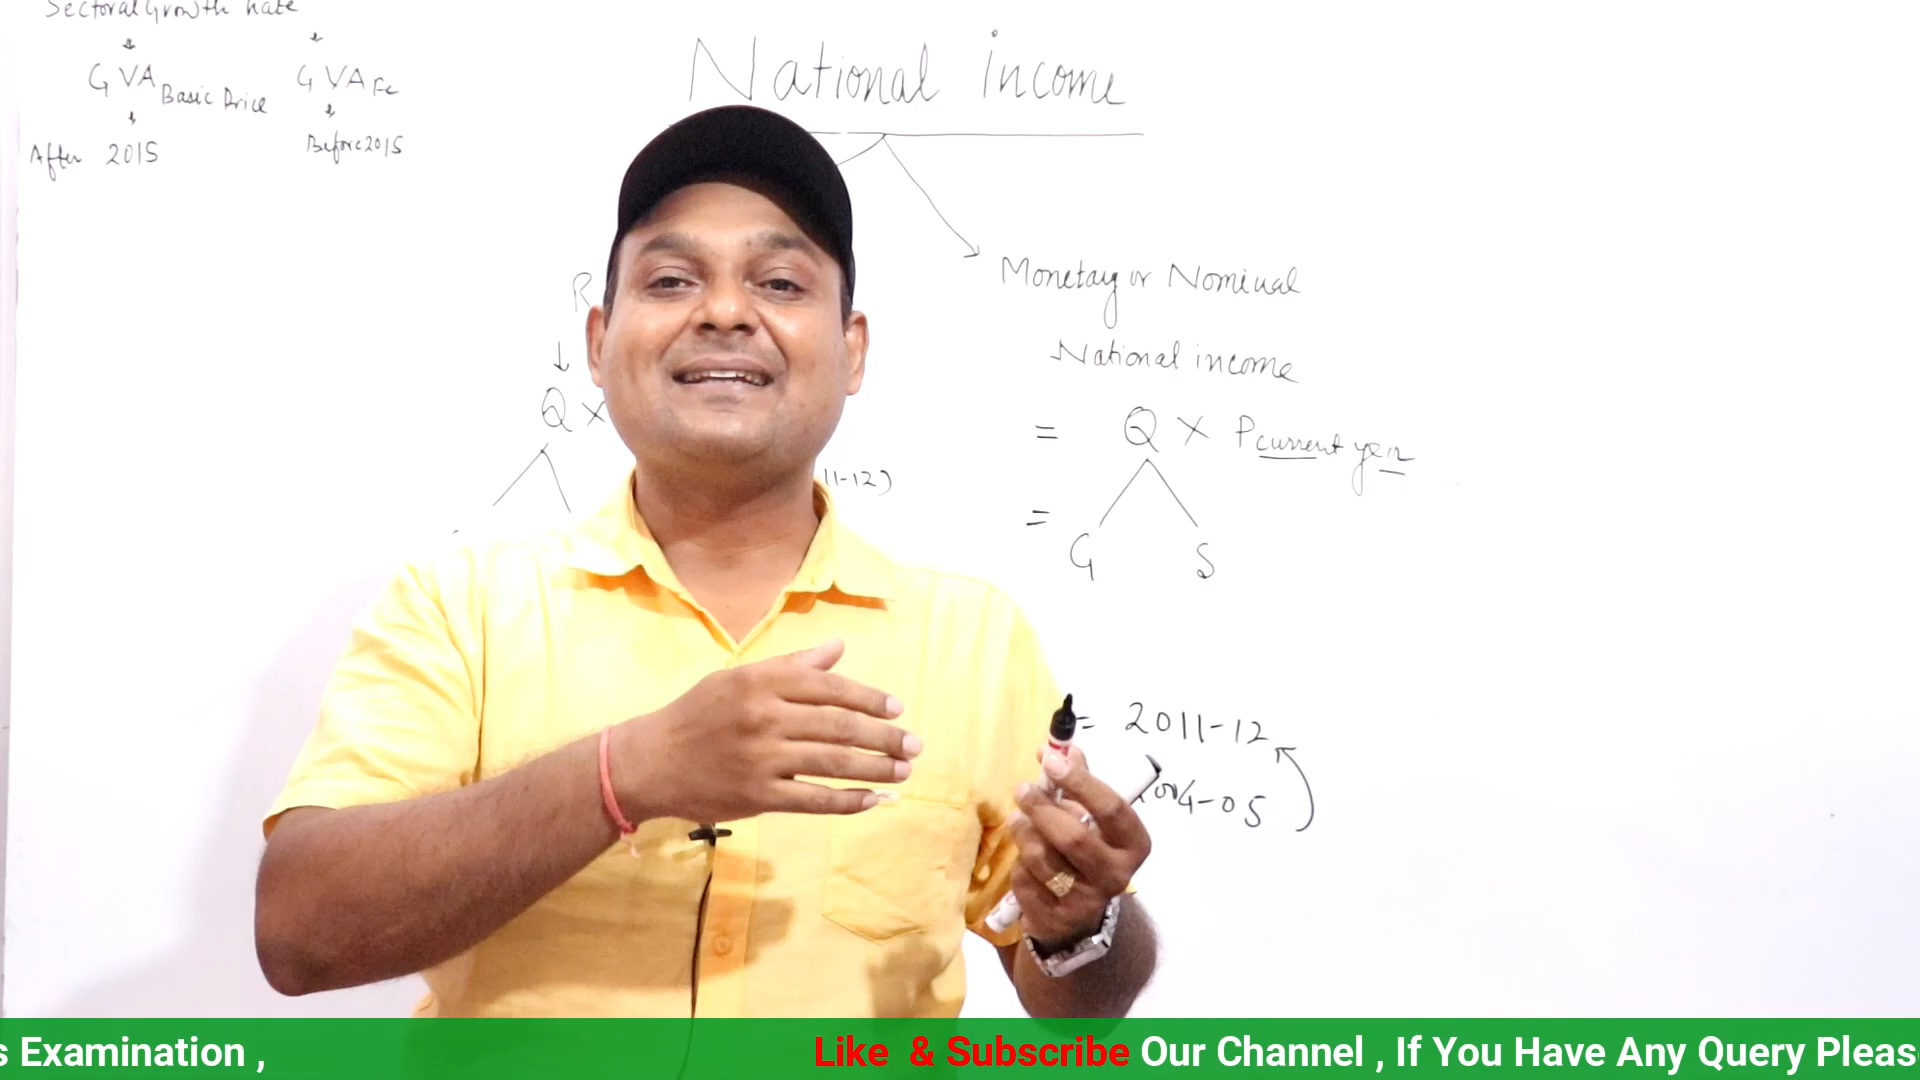 Sectoral Growth Rate
GVA Basic Price
GVA FC
After 2015
Before 2015
National income
R
Q X
11-12)
Monetary or Nominal
National income
= Q X P current year
=
G S
= 2011-12
2004-05
s Examination ,
Like & Subscribe Our Channel , If You Have Any Query Pleas